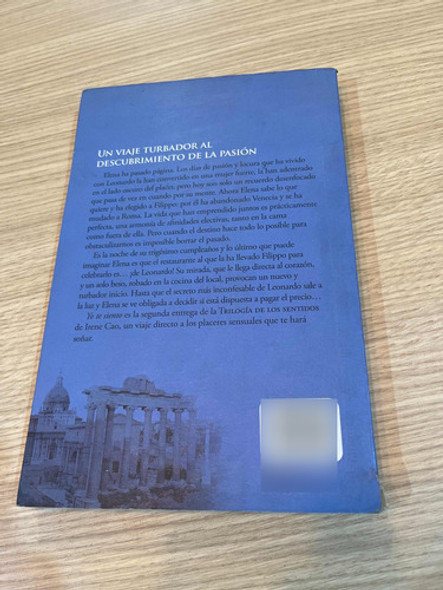 UN VIAJE TURBADOR AL
DESCUBRIMIENTO DE LA PASIÓN
Elena ha pasado página. Los días de pasión y locura que ha vivido
con Leonardo la han convertido en una mujer fuerte, la han adentrado
en el lado oscuro del placer, pero hoy son solo un recuerdo desenfocado
que pasa de vez en cuando por su mente. Ahora Elena sabe lo que
quiere y ha elegido a Filippo: por él ha abandonado Venecia y se ha
mudado a Roma. La vida que han emprendido juntos es prácticamente
perfecta, una armonía de afinidades electivas, tanto en la cama
como fuera de ella. Pero cuando el destino hace todo lo posible para
obstaculizarnos es imposible borrar el pasado.
Es la noche de su trigésimo cumpleaños y lo último que puede
imaginar Elena es que el restaurante al que la ha llevado Filippo para
celebrarlo es... ¡de Leonardo! Su mirada, que le llega directa al corazón,
y un solo beso, robado en la cocina del local, provocan un nuevo y
turbador inicio. Hasta que el secreto más inconfesable de Leonardo sale a
la luz y Elena se ve obligada a decidir si está dispuesta a pagar el precio...
Yo te siento es la segunda entrega de la TRILOGÍA DE LOS SENTIDOS
de Irene Cao, un viaje directo a los placeres sensuales que te hará
soñar.